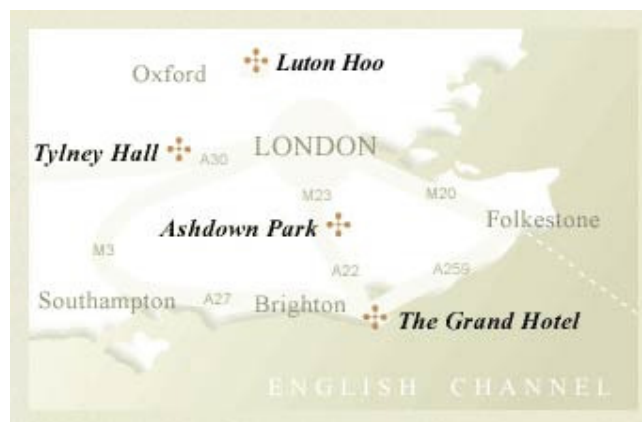 Luton Hoo
Oxford
Tylney Hall
A30
LONDON
M23
M20
Ashdown Park
Folkestone
M3
A22
A259
Southampton
A27
Brighton
The Grand Hotel
ENGLISH CHANNEL